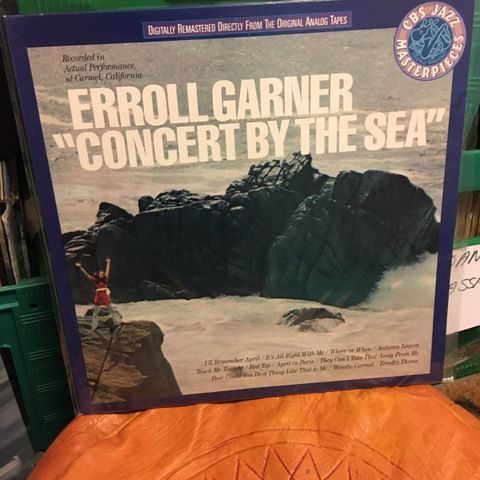 DIGITALLY REMASTERED DIRECTLY FROM THE ORIGINAL ANALOG TAPES
CBS JAZZ
MASTERPIECES
Recorded in
Actual Performance,
at Carmel, California
ERROLL GARNER
"CONCERT BY THE SEA"
I'll Remember April / It's All Right With Me / Where or When / Autumn Leaves
Teach Me Tonight / Red Top / April in Paris / They Can't Take That Away From Me
How Could You Do a Thing Like That to Me / Mambo Carmel / Erroll's Theme